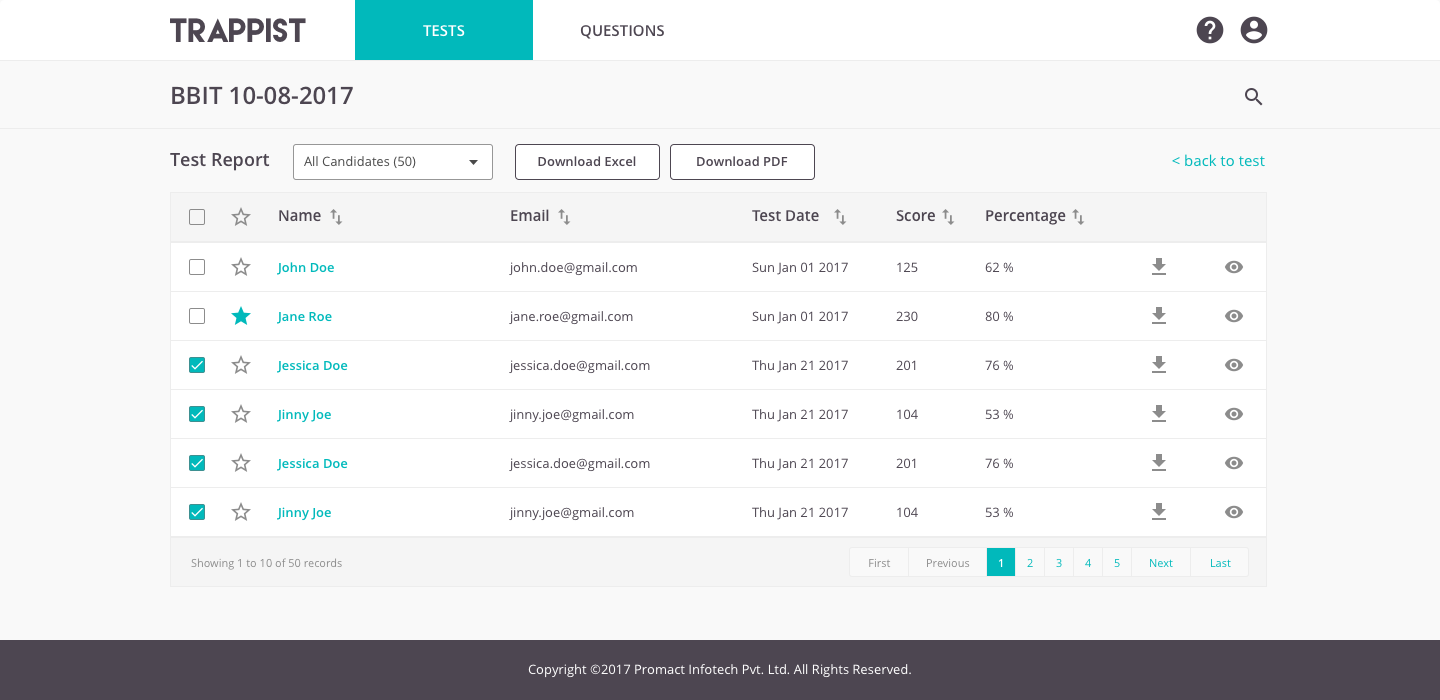 TRAPPIST TESTS QUESTIONS
BBIT 10-08-2017
Test Report All Candidates (50) Download Excel Download PDF < back to test
Name Email Test Date Score Percentage
John Doe john.doe@gmail.com Sun Jan 01 2017 125 62 %
Jane Roe jane.roe@gmail.com Sun Jan 01 2017 230 80 %
Jessica Doe jessica.doe@gmail.com Thu Jan 21 2017 201 76 %
Jinny Joe jinny.joe@gmail.com Thu Jan 21 2017 104 53 %
Jessica Doe jessica.doe@gmail.com Thu Jan 21 2017 201 76 %
Jinny Joe jinny.joe@gmail.com Thu Jan 21 2017 104 53 %
Showing 1 to 10 of 50 records First Previous 1 2 3 4 5 Next Last
Copyright ©2017 Promact Infotech Pvt. Ltd. All Rights Reserved.